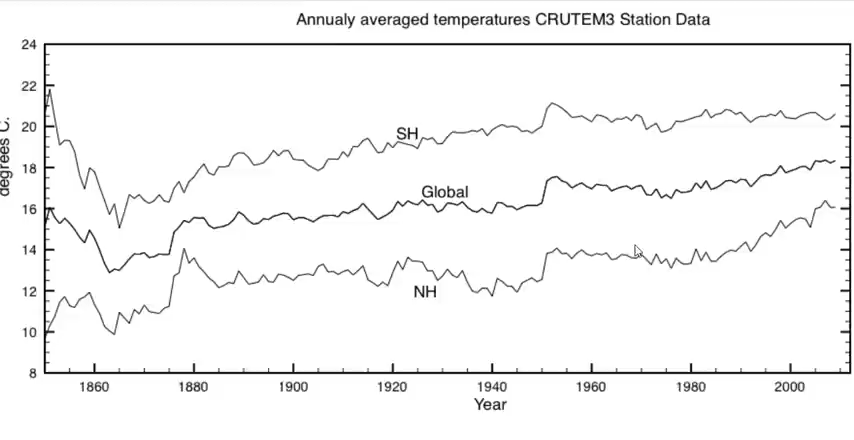 Annualy averaged temperatures CRUTEM3 Station Data
24
22
20
18
16
14
12
10
8
degrees C.
SH
Global
NH
1860
1880
1900
1920
1940
1960
1980
2000
Year